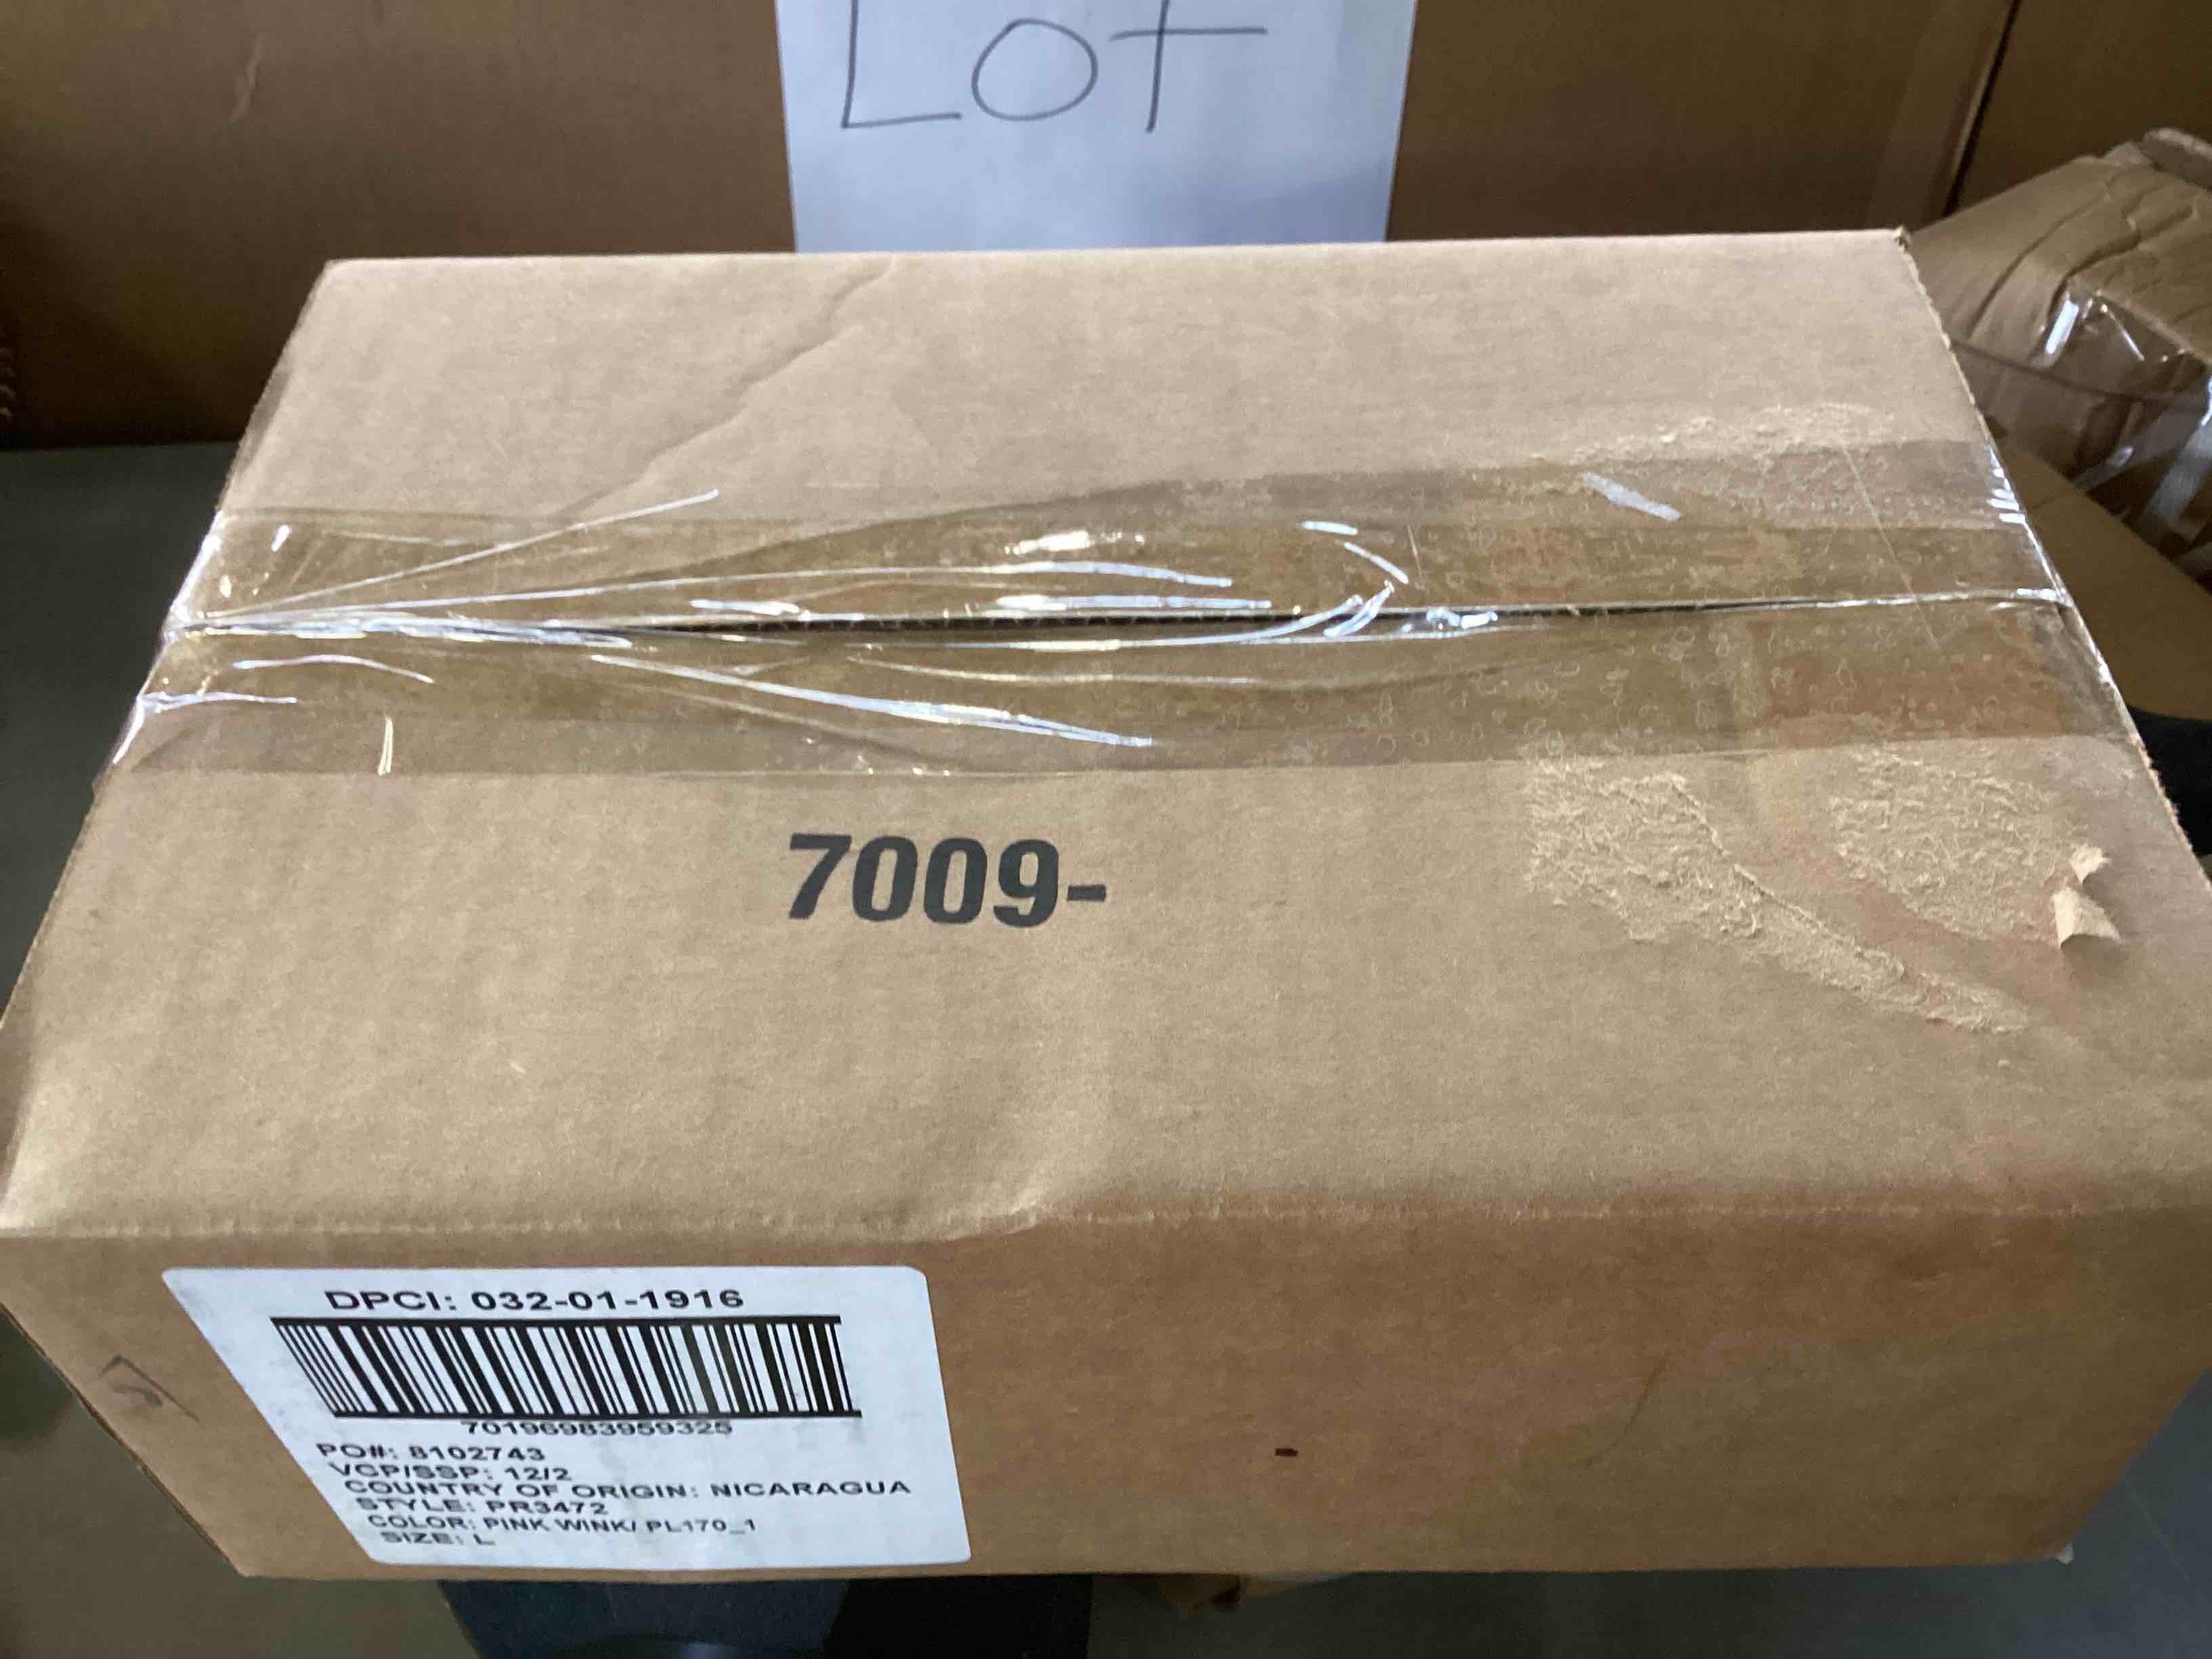 LOT
7009-
DPCI: 032-01-1916
70196983959325
PO#: 8102743
VCP/SSP: 12/2
COUNTRY OF ORIGIN: NICARAGUA
STYLE: PR3472
COLOR: PINK WINK/ PL170_1
SIZE: L